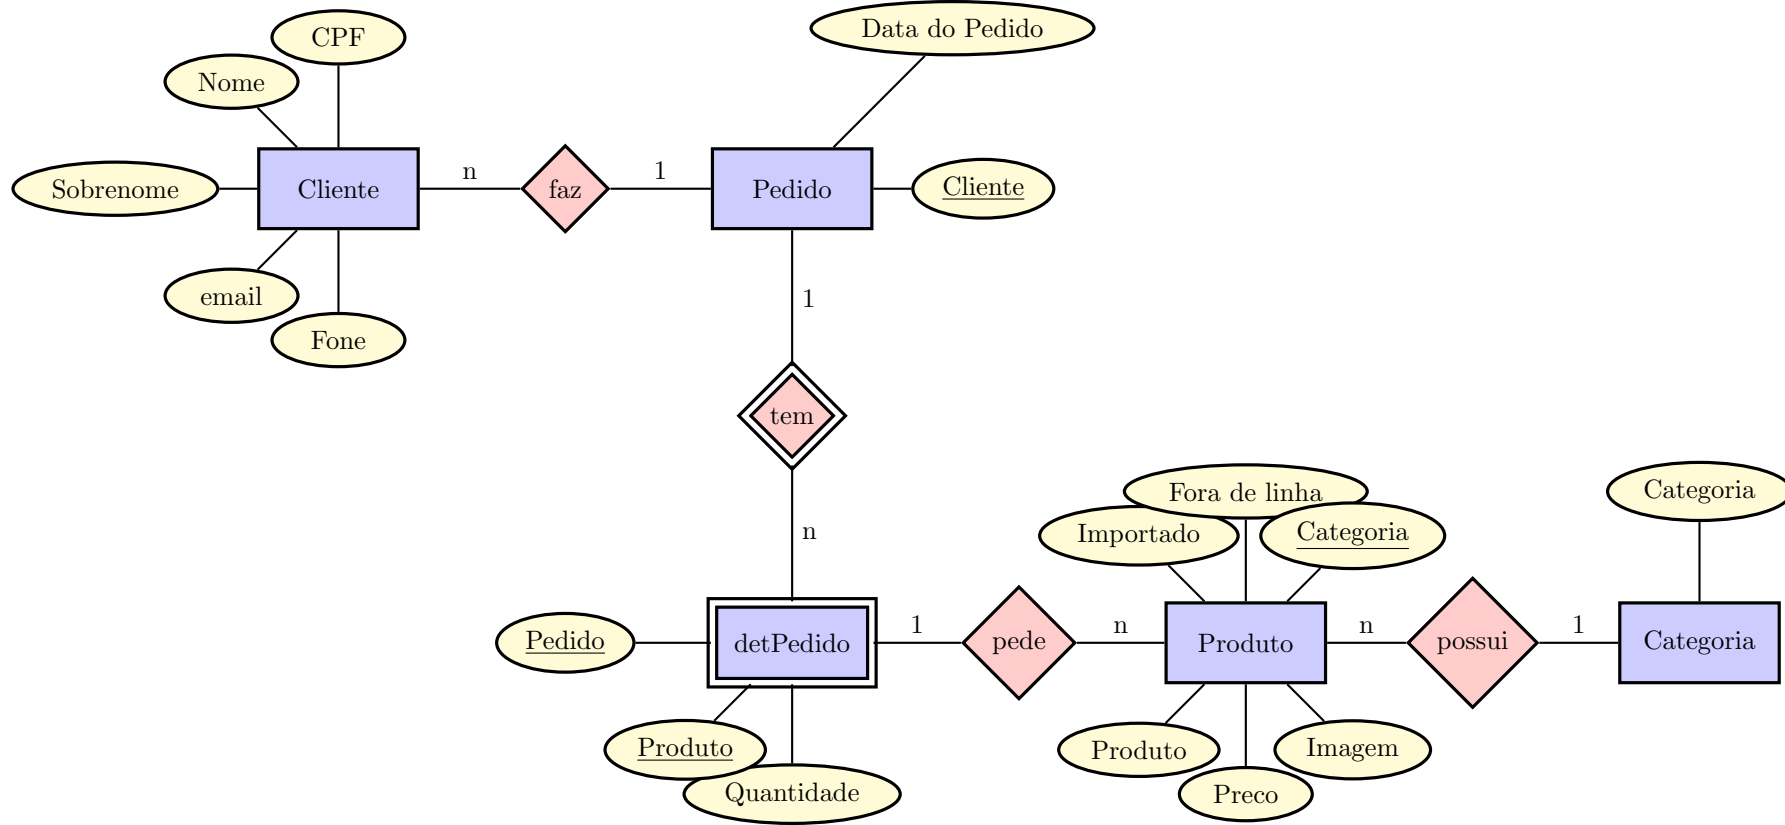 Data do Pedido
CPF
Nome
n
1
Sobrenome
Cliente
faz
Pedido
Cliente
email
1
Fone
tem
Categoria
Fora de linha
Importado
Categoria
n
Pedido
detPedido
1
pede
n
Produto
n
possui
1
Categoria
Produto
Produto
Imagem
Quantidade
Preco